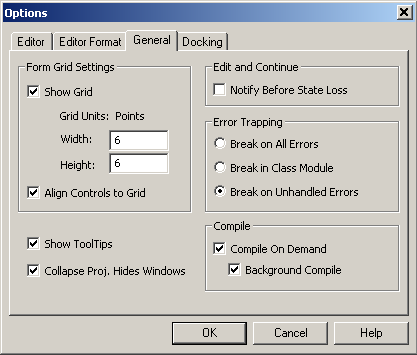 Options
Editor
Editor Format
General
Docking
Form Grid Settings
Show Grid
Grid Units: Points
Width: 6
Height: 6
Align Controls to Grid
Show ToolTips
Collapse Proj. Hides Windows
Edit and Continue
Notify Before State Loss
Error Trapping
Break on All Errors
Break in Class Module
Break on Unhandled Errors
Compile
Compile On Demand
Background Compile
OK
Cancel
Help